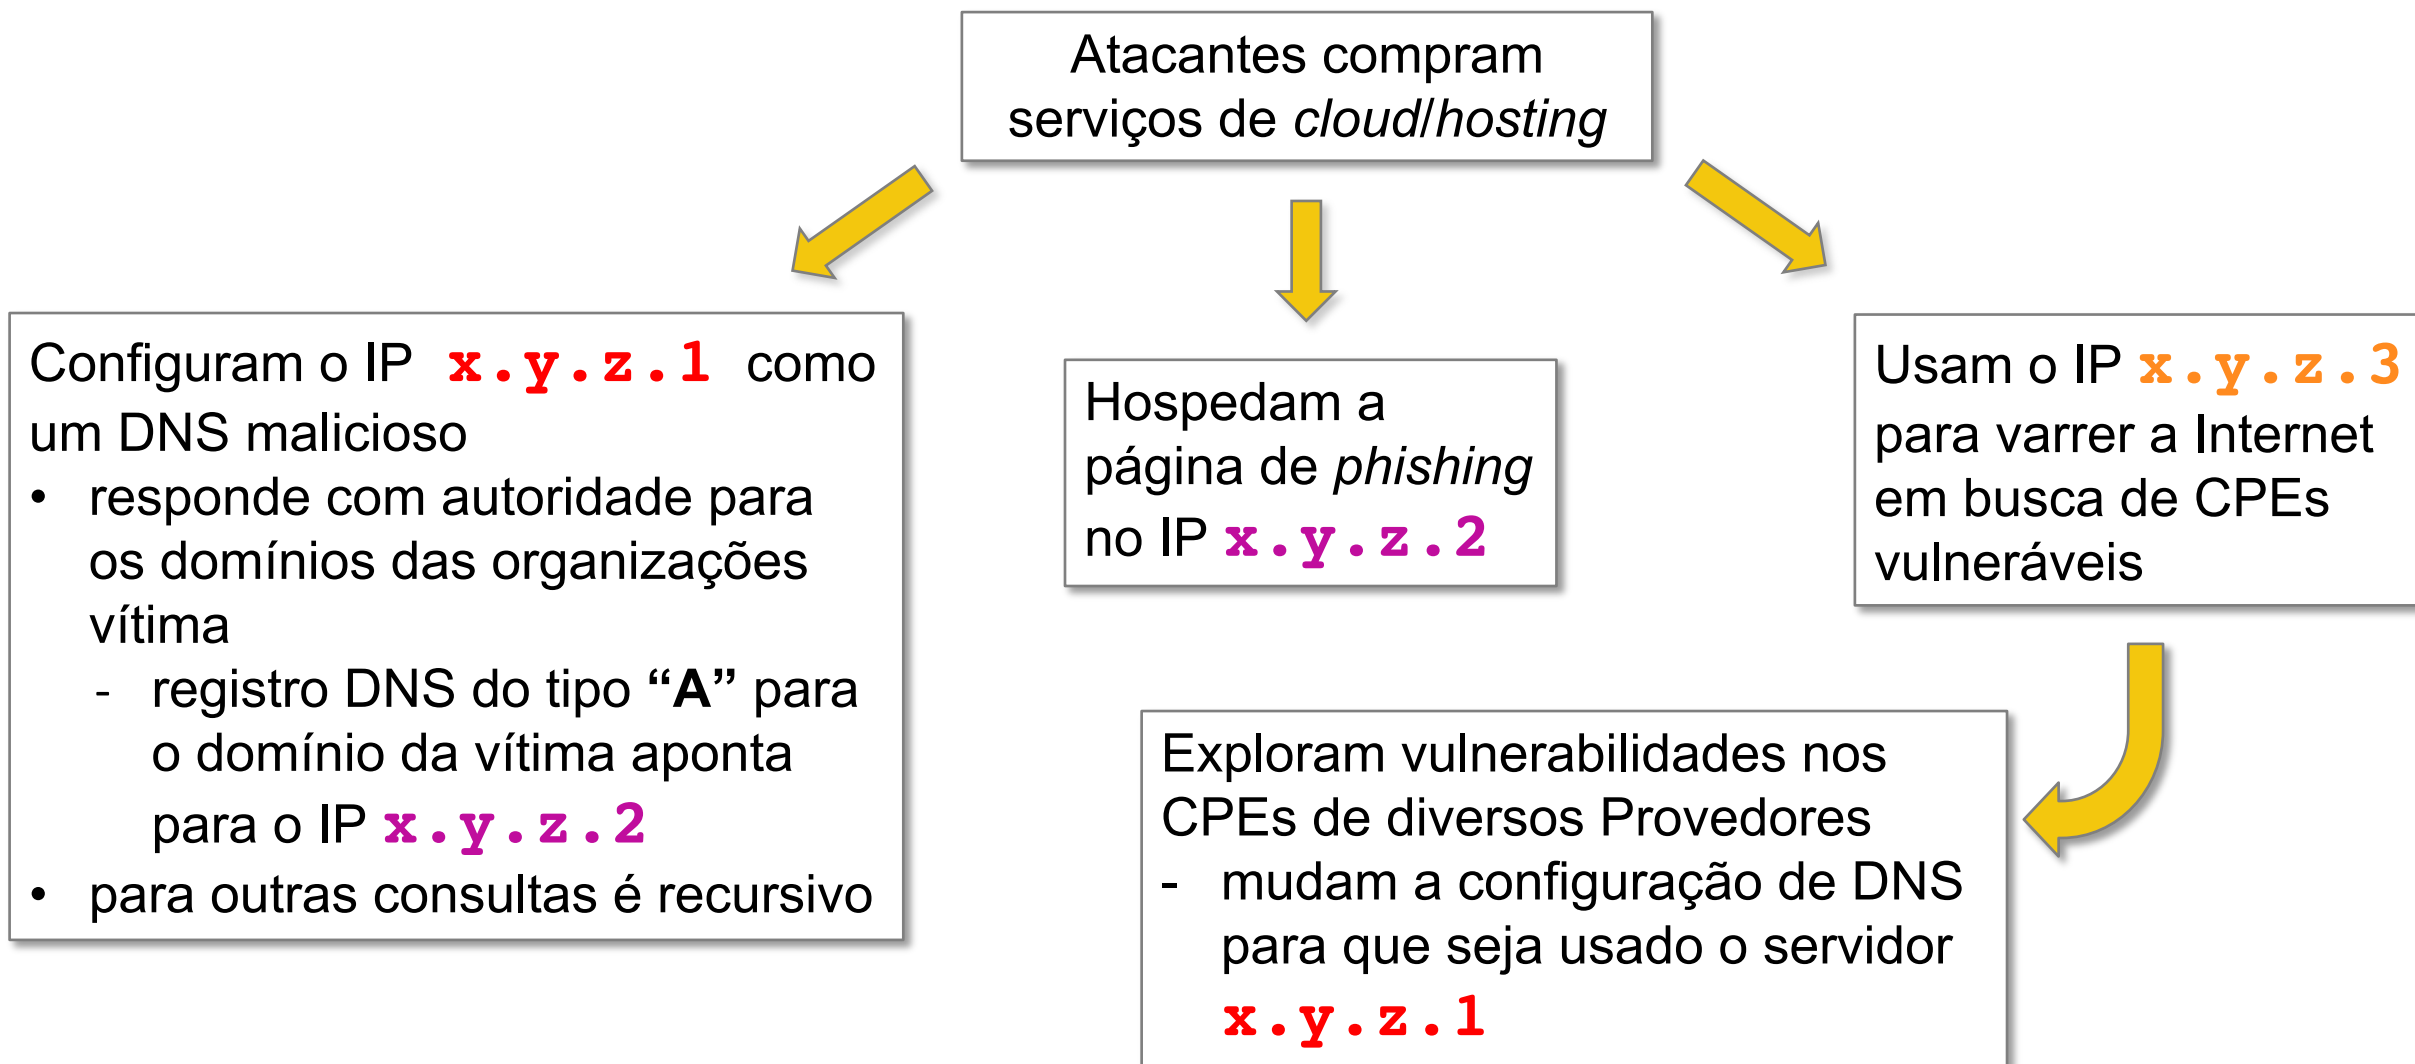 Atacantes compram
serviços de cloud/hosting
Configuram o IP x.y.z.1 como
um DNS malicioso
• responde com autoridade para
os domínios das organizações
vítima
- registro DNS do tipo “A” para
o domínio da vítima aponta
para o IP x.y.z.2
• para outras consultas é recursivo
Hospedam a
página de phishing
no IP x.y.z.2
Usam o IP x.y.z.3
para varrer a Internet
em busca de CPEs
vulneráveis
Exploram vulnerabilidades nos
CPEs de diversos Provedores
- mudam a configuração de DNS
para que seja usado o servidor
x.y.z.1